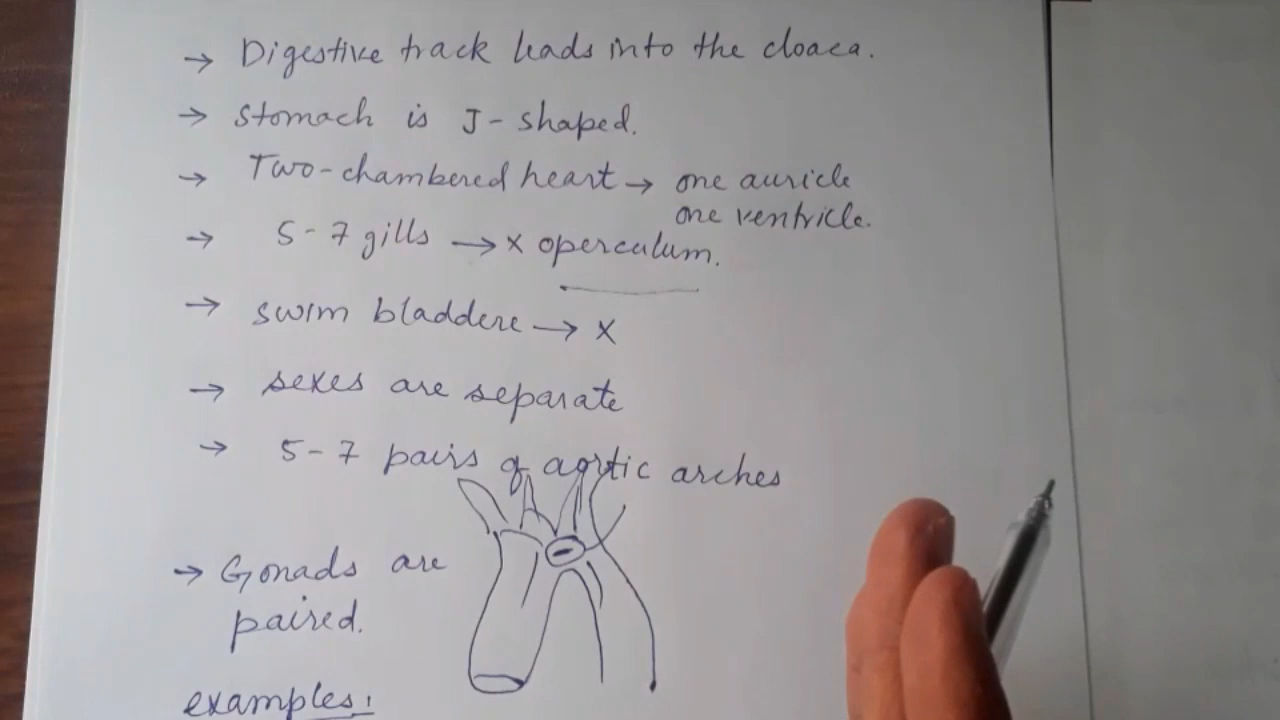 → Digestive track leads into the cloaca.
→ Stomach is J-shaped.
→ Two-chambered heart → one auricle
one ventricle.
→ 5-7 gills → x operculum.
→ swim bladdere → x
→ sexes are separate
→ 5-7 pairs of aortic arches
→ Gonads are
paired.
examples: